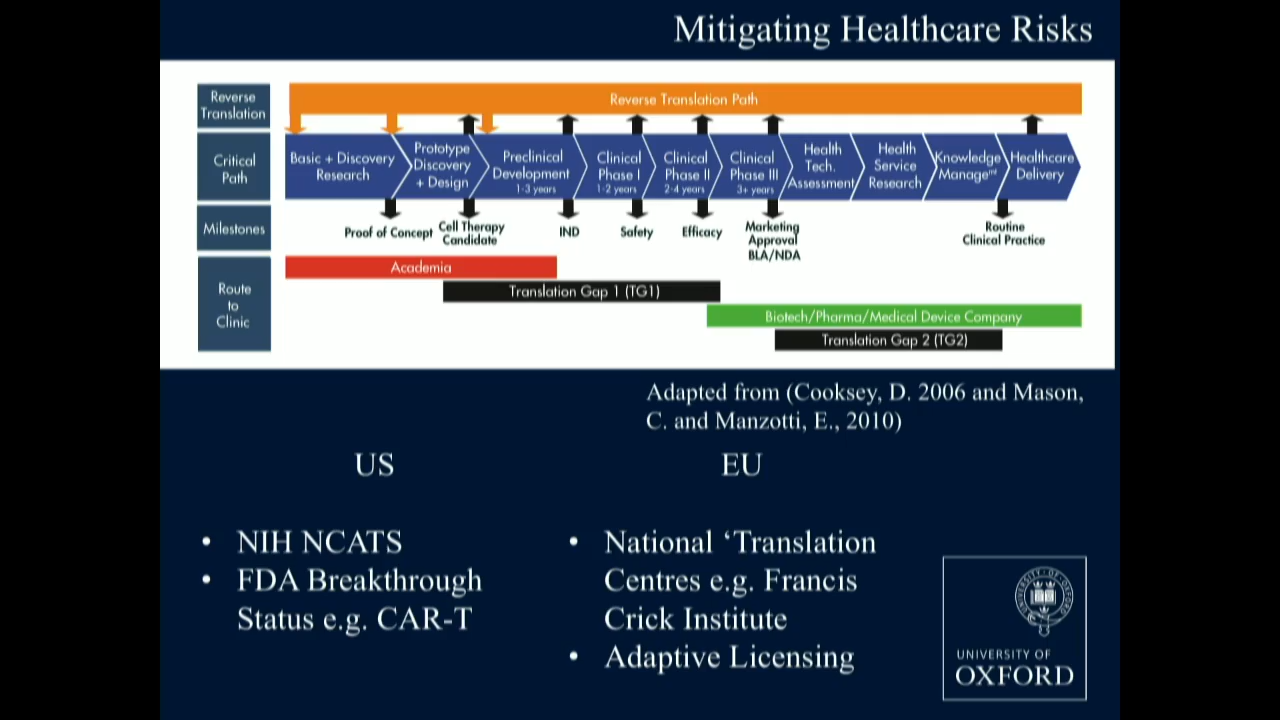 Mitigating Healthcare Risks
Reverse
Translation
Reverse Translation Path
Critical
Path
Basic + Discovery
Research
Prototype
Discovery
+ Design
Preclinical
Development
1-3 years
Clinical
Phase I
1-2 years
Clinical
Phase II
2-4 years
Clinical
Phase III
3+ years
Health
Tech.
Assessment
Health
Service
Research
Knowledge
Manageᵐᵗ
Healthcare
Delivery
Milestones
Proof of Concept
Cell Therapy
Candidate
IND
Safety
Efficacy
Marketing
Approval
BLA/NDA
Routine
Clinical Practice
Route
to
Clinic
Academia
Translation Gap 1 (TG1)
Biotech/Pharma/Medical Device Company
Translation Gap 2 (TG2)
Adapted from (Cooksey, D. 2006 and Mason,
C. and Manzotti, E., 2010)
US
• NIH NCATS
• FDA Breakthrough
Status e.g. CAR-T
EU
• National ‘Translation
Centres e.g. Francis
Crick Institute
• Adaptive Licensing
UNIVERSITY OF
OXFORD